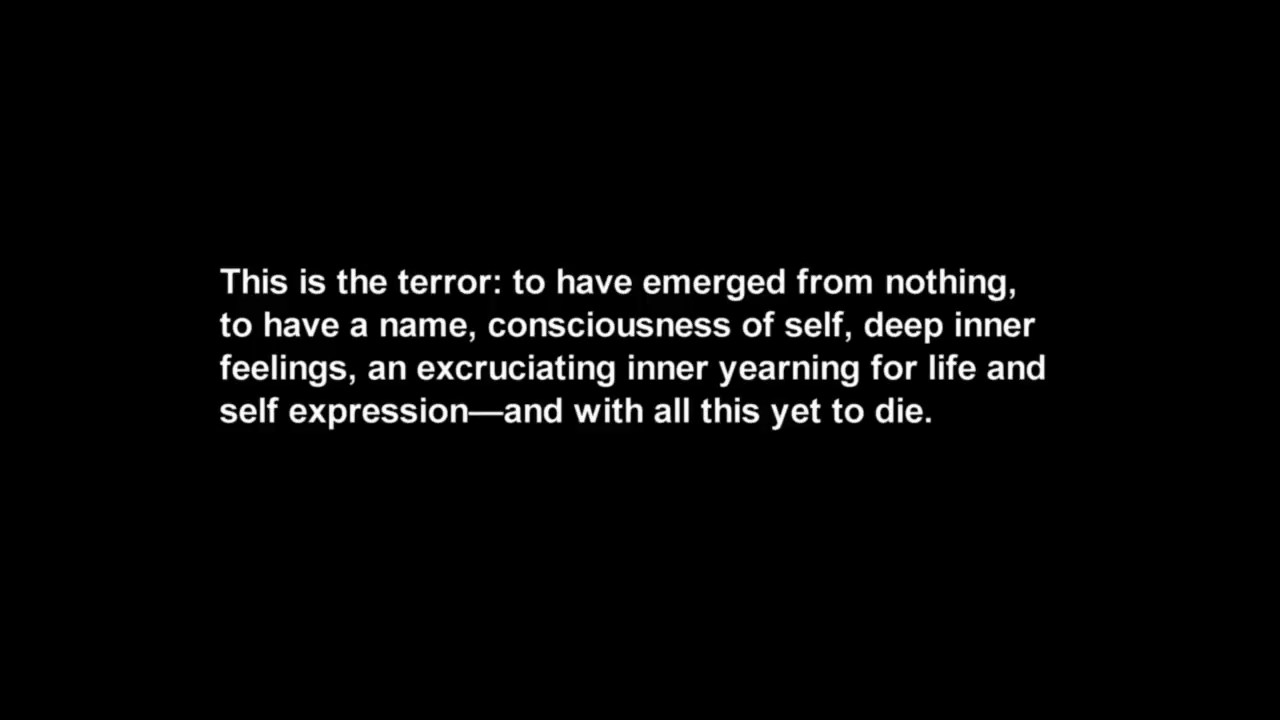 This is the terror: to have emerged from nothing,
to have a name, consciousness of self, deep inner
feelings, an excruciating inner yearning for life and
self expression—and with all this yet to die.